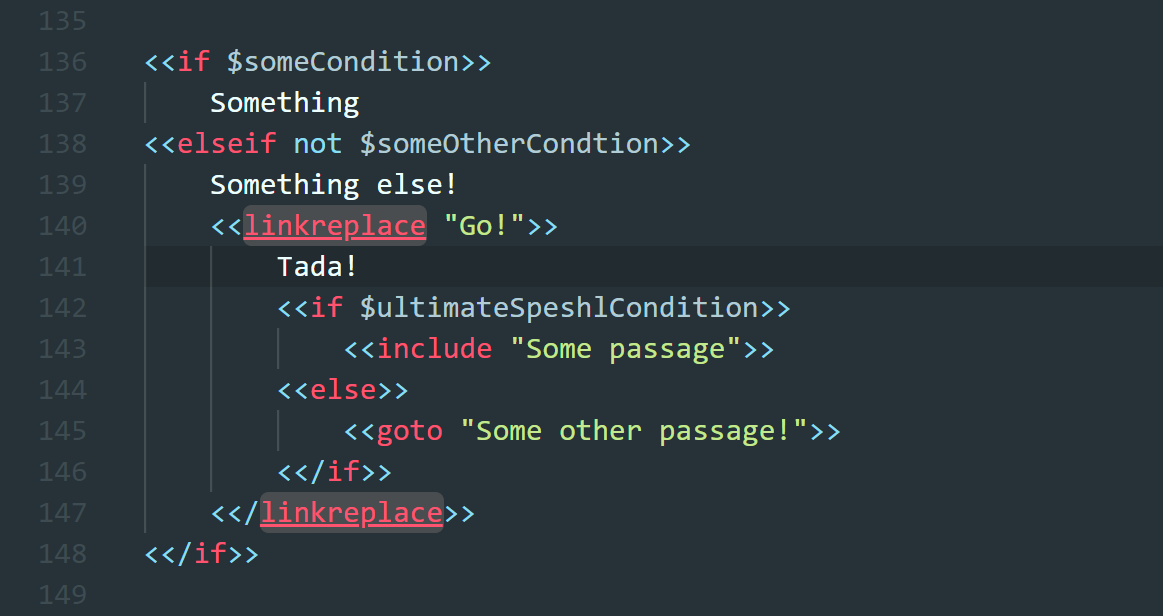 135
136 <<if $someCondition>>
137 Something
138 <<elseif not $someOtherCondtion>>
139 Something else!
140 <<linkreplace "Go!">>
141 Tada!
142 <<if $ultimateSpeshlCondition>>
143 <<include "Some passage">>
144 <<else>>
145 <<goto "Some other passage!">>
146 <</if>>
147 <</linkreplace>>
148 <</if>>
149